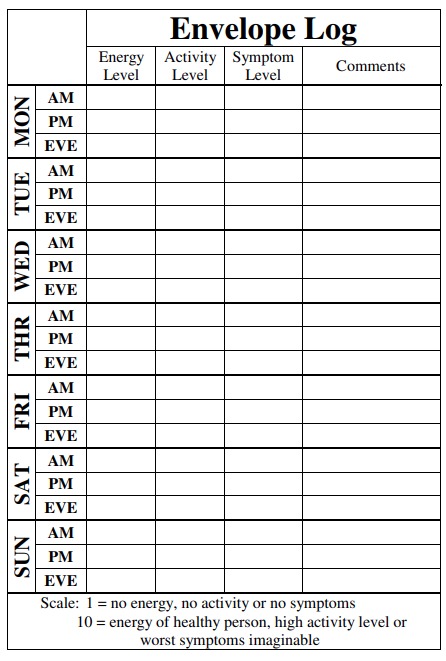 Envelope Log
Energy Level Activity Level Symptom Level Comments
MON
AM
PM
EVE
TUE
AM
PM
EVE
WED
AM
PM
EVE
THR
AM
PM
EVE
FRI
AM
PM
EVE
SAT
AM
PM
EVE
SUN
AM
PM
EVE
Scale: 1 = no energy, no activity or no symptoms
10 = energy of healthy person, high activity level or
worst symptoms imaginable